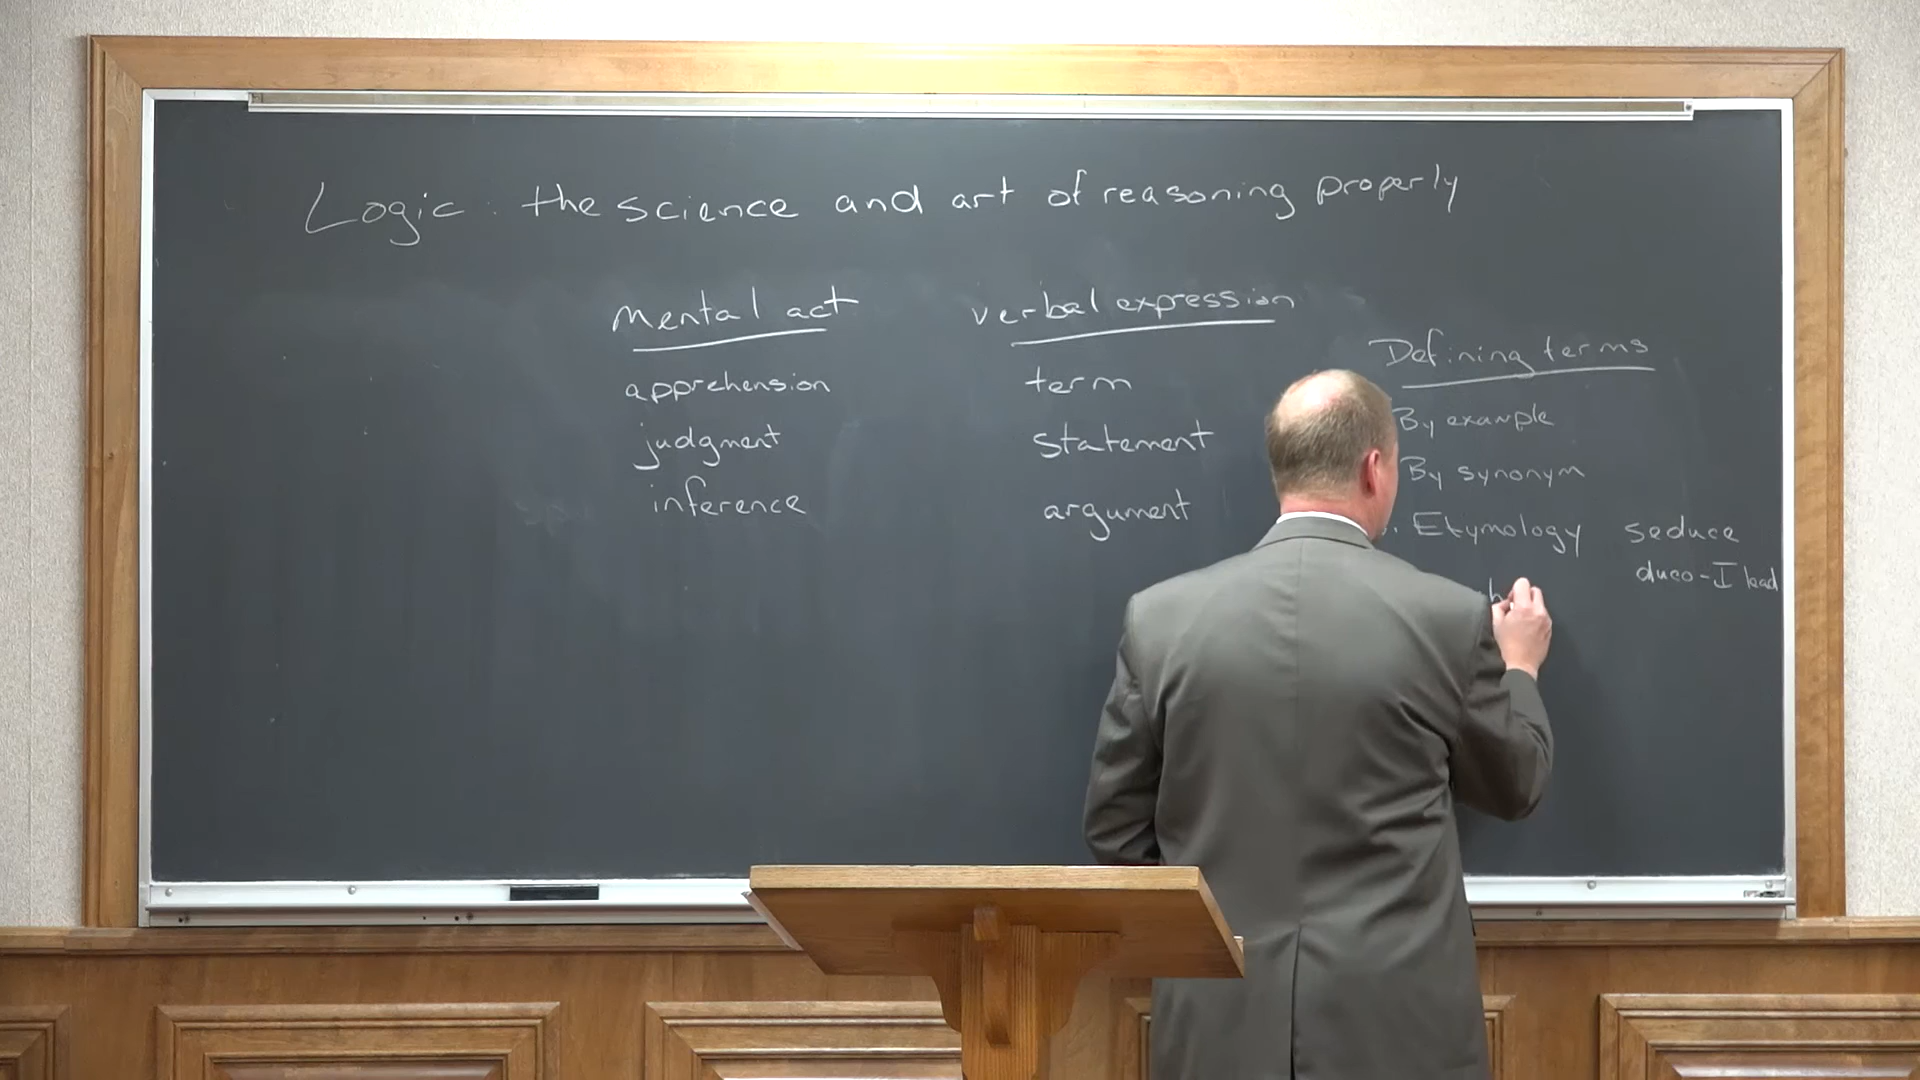 Logic: the science and art of reasoning properly
mental act
apprehension
judgment
inference
verbal expression
term
statement
argument
Defining terms
By example
By synonym
Etymology seduce
duco - I lead